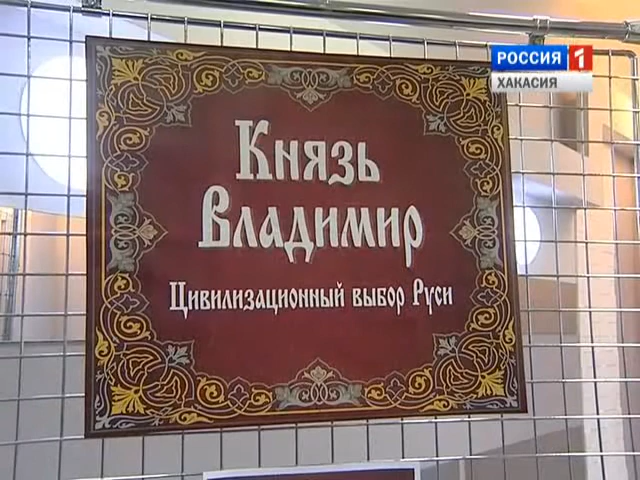 РОССИЯ 1
ХАКАСИЯ
Князь
Владимир
Цивилизационный выбор Руси